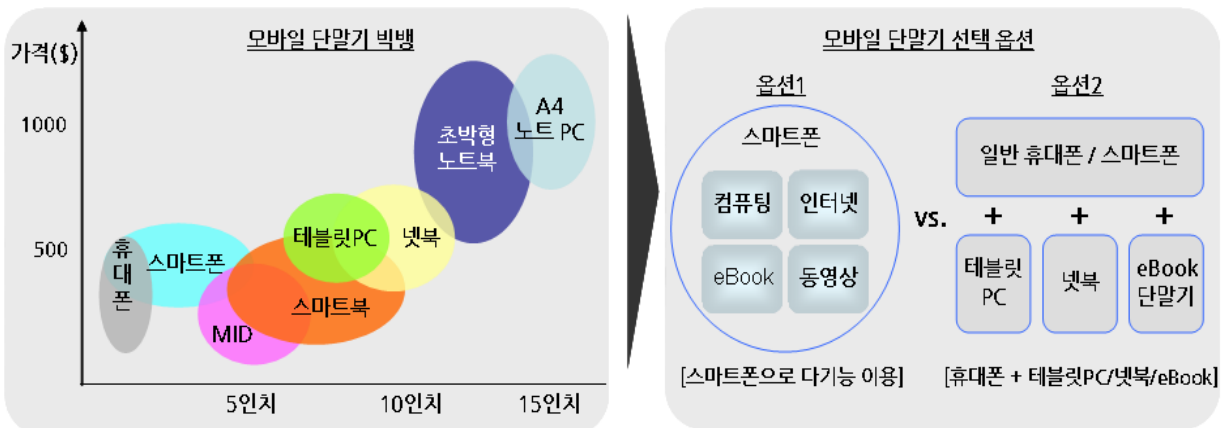 모바일 단말기 빅뱅
가격($)
1000
500
5인치
10인치
15인치
휴
대
폰
스마트폰
MID
스마트북
테블릿PC
넷북
초박형
노트북
A4
노트 PC
모바일 단말기 선택 옵션
옵션1
스마트폰
컴퓨팅
인터넷
eBook
동영상
[스마트폰으로 다기능 이용]
vs.
옵션2
일반 휴대폰 / 스마트폰
+ + +
테블릿
PC
넷북
eBook
단말기
[휴대폰 + 테블릿PC/넷북/eBook]